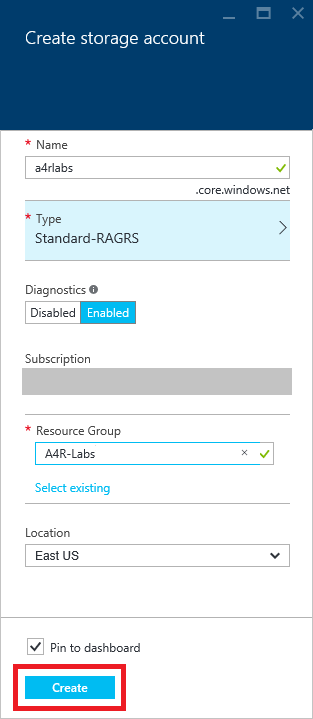 Create storage account
* Name
a4rlabs
.core.windows.net
* Type
Standard-RAGRS
Diagnostics
Disabled Enabled
Subscription
* Resource Group
A4R-Labs
Select existing
Location
East US
Pin to dashboard
Create